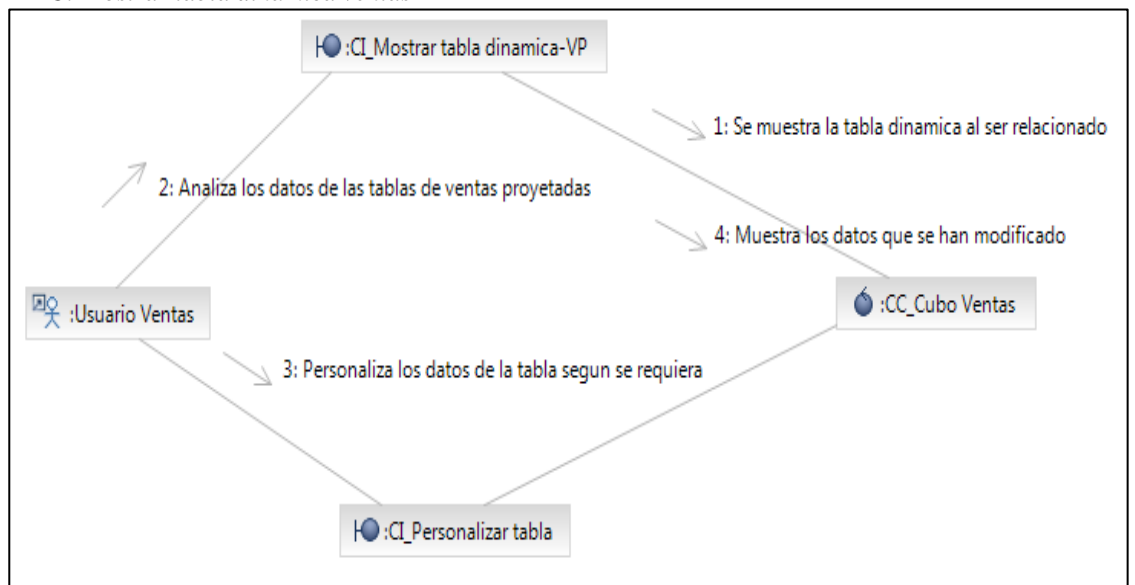 :CI_Mostrar tabla dinamica-VP
1: Se muestra la tabla dinamica al ser relacionado
2: Analiza los datos de las tablas de ventas proyetadas
4: Muestra los datos que se han modificado
:Usuario Ventas
:CC_Cubo Ventas
3: Personaliza los datos de la tabla segun se requiera
:CI_Personalizar tabla